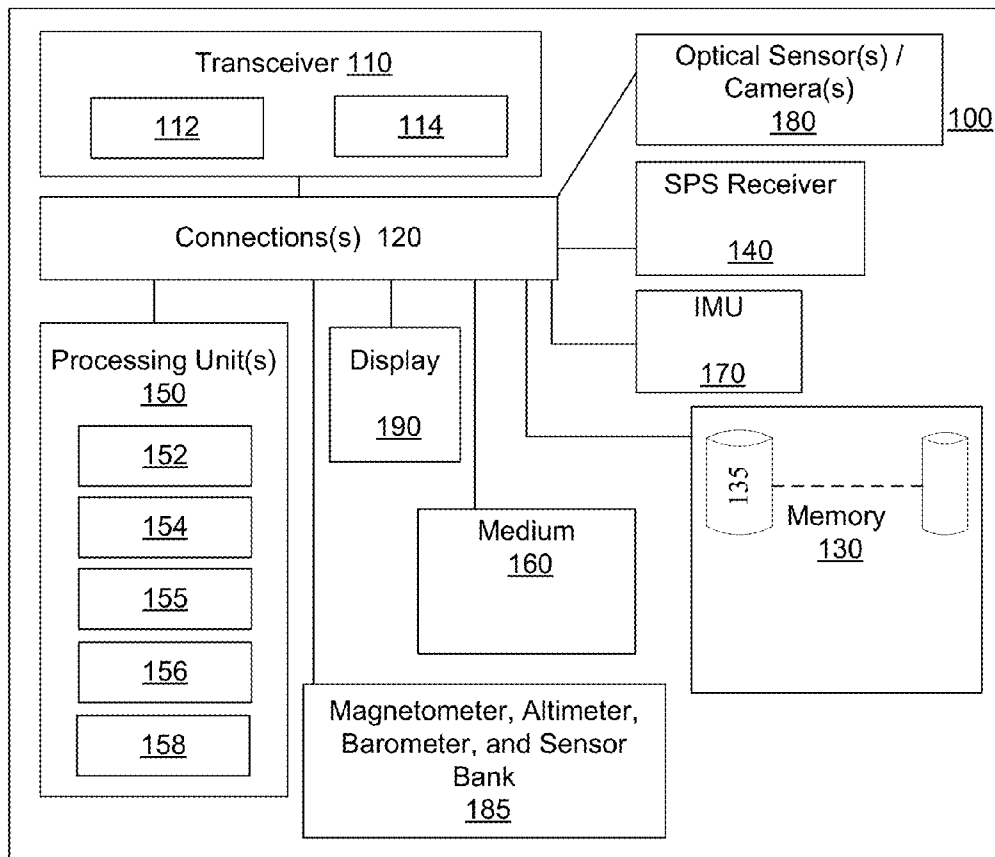 Transceiver 110
112
114
Optical Sensor(s) /
Camera(s)
180
100
SPS Receiver
140
Connections(s) 120
IMU
170
Processing Unit(s)
150
152
154
155
156
158
Display
190
135
Memory
130
Medium
160
Magnetometer, Altimeter,
Barometer, and Sensor
Bank
185